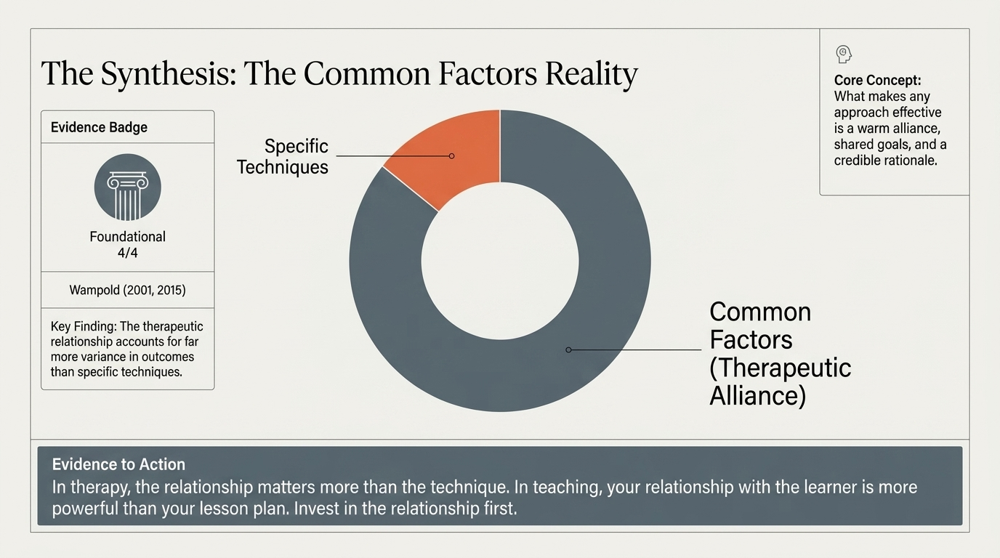 The Synthesis: The Common Factors Reality
Evidence Badge
Foundational
4/4
Wampold (2001, 2015)
Key Finding: The therapeutic
relationship accounts for far
more variance in outcomes
than specific techniques.
Specific
Techniques
Common
Factors
(Therapeutic
Alliance)
Core Concept:
What makes any
approach effective
is a warm alliance,
shared goals, and a
credible rationale.
Evidence to Action
In therapy, the relationship matters more than the technique. In teaching, your relationship with the learner is more
powerful than your lesson plan. Invest in the relationship first.